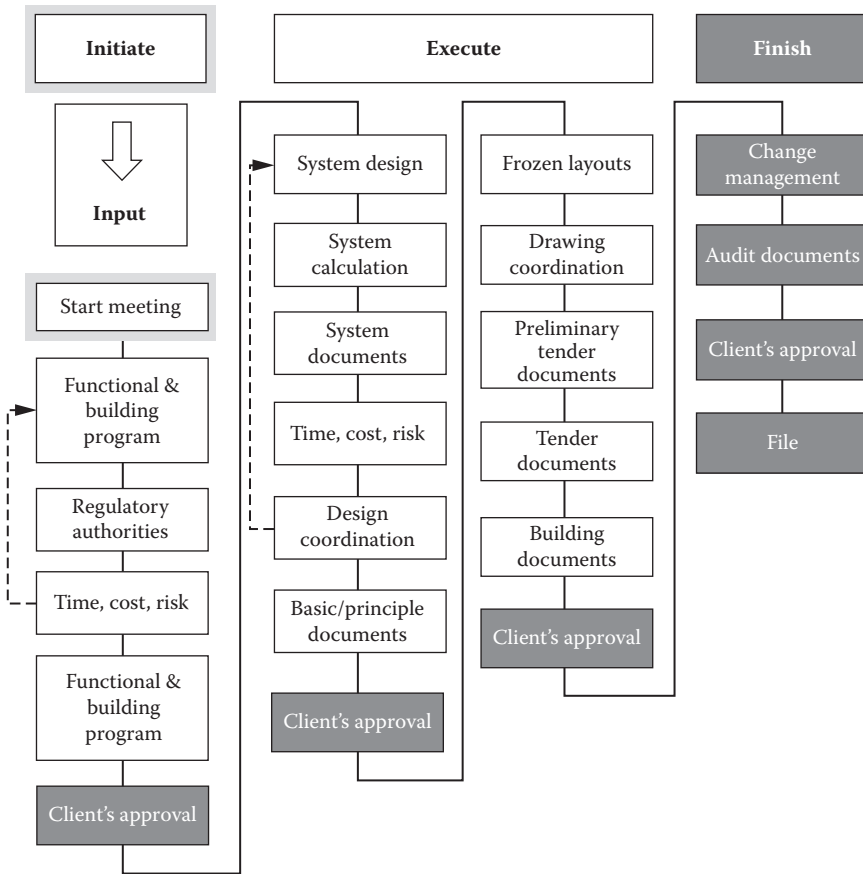 Initiate
Execute
Finish
Input
Start meeting
Functional &
building
program
Regulatory
authorities
Time, cost, risk
Functional &
building
program
Client's approval
System design
System
calculation
System
documents
Time, cost, risk
Design
coordination
Basic/principle
documents
Client's approval
Frozen layouts
Drawing
coordination
Preliminary
tender
documents
Tender
documents
Building
documents
Client's approval
Change
management
Audit documents
Client's approval
File